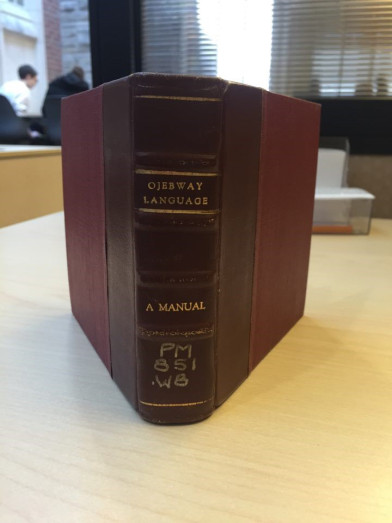 OJEBWAY
LANGUAGE
A MANUAL
PM
851
.W8